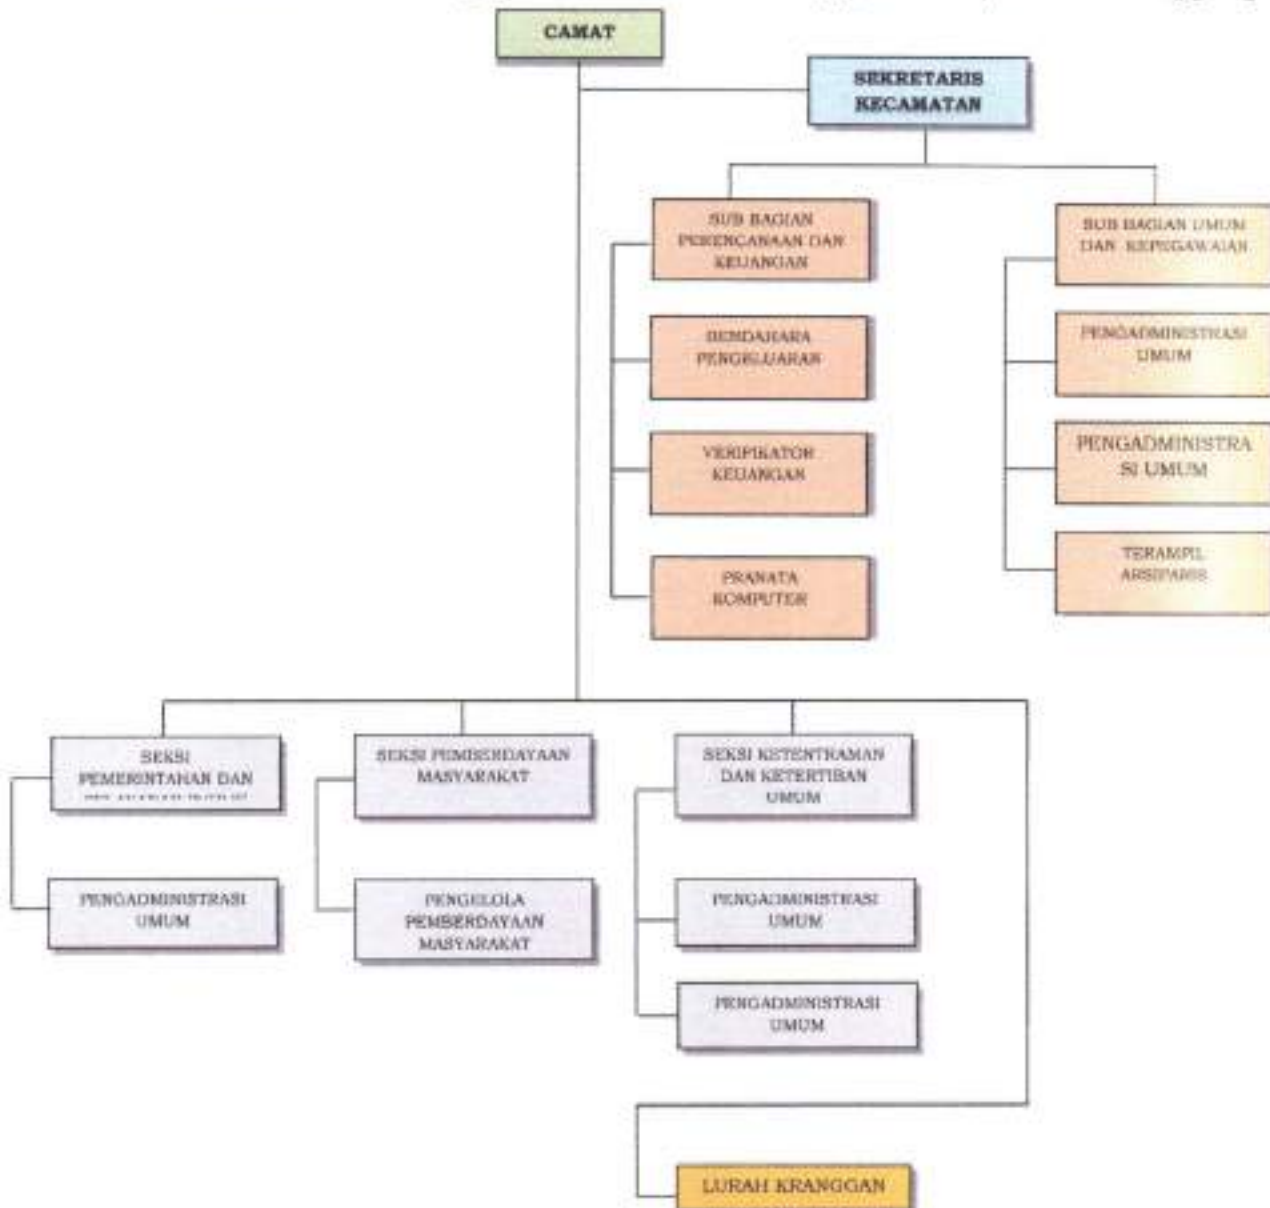 CAMAT
SEKRETARIS
KECAMATAN
SUB BAGIAN
PERENCANAAN DAN
KEUANGAN
SUB BAGIAN UMUM
DAN KEPEGAWAIAN
BENDAHARA
PENGELUARAN
PENGADMINISTRASI
UMUM
VERIFIKATOR
KEUANGAN
PENGADMINISTRA
SI UMUM
PRANATA
KOMPUTER
TERAMPIL
ARSIPARIS
SEKSI
PEMERINTAHAN DAN
SEKSI PEMBERDAYAAN
MASYARAKAT
SEKSI KETENTRAMAN
DAN KETERTIBAN
UMUM
PENGADMINISTRASI
UMUM
PENGELOLA
PEMBERDAYAAN
MASYARAKAT
PENGADMINISTRASI
UMUM
PENGADMINISTRASI
UMUM
LURAH KRANGGAN